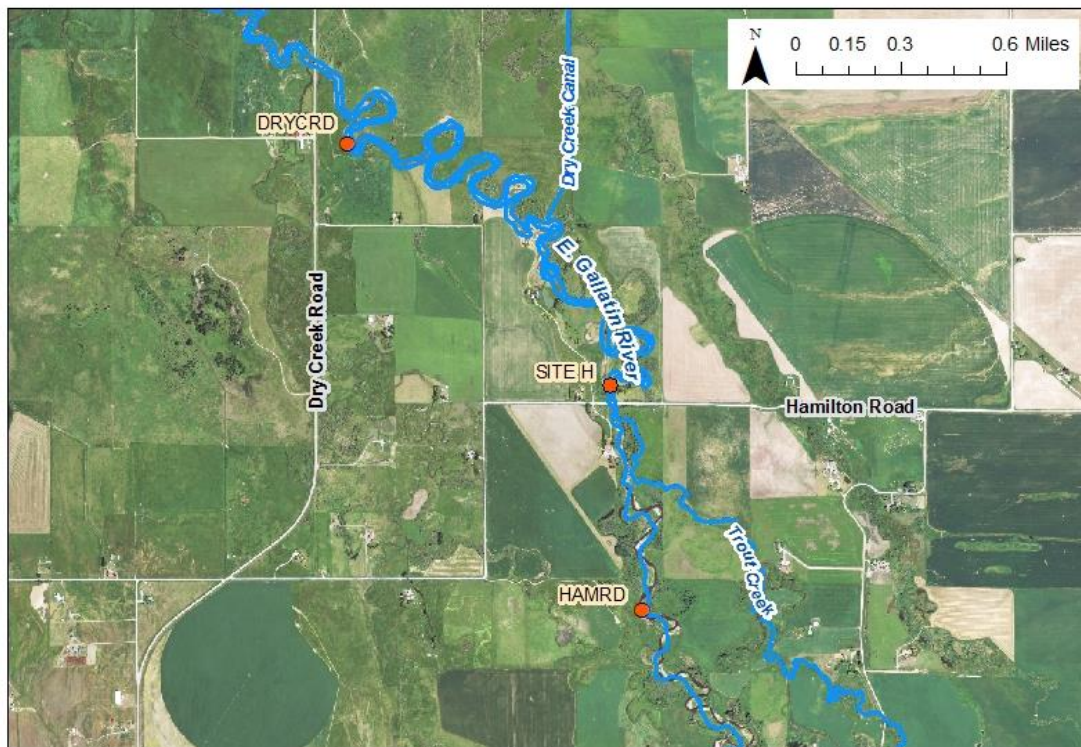 N
0 0.15 0.3 0.6 Miles
DRYCRD
Dry Creek Canal
E. Gallatin River
Dry Creek Road
SITE H
Hamilton Road
Trout Creek
HAMRD